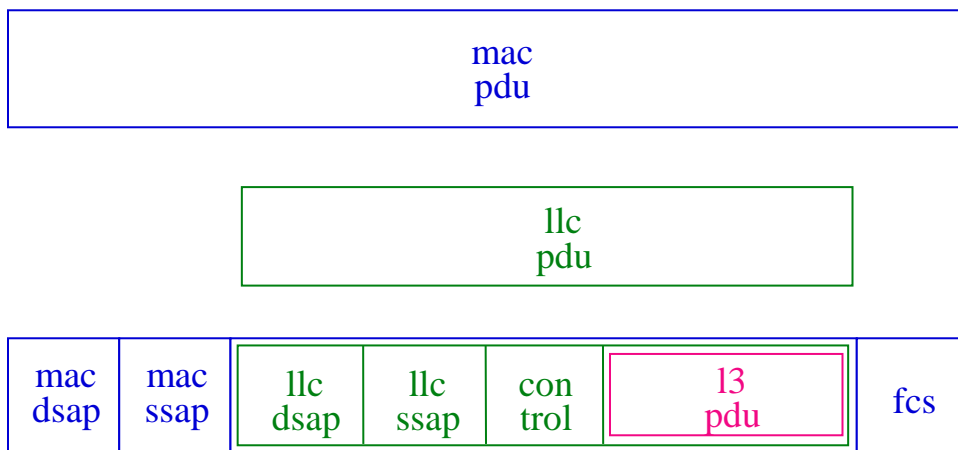 mac
pdu
llc
pdu
mac
dsap
mac
ssap
llc
dsap
llc
ssap
con
trol
l3
pdu
fcs